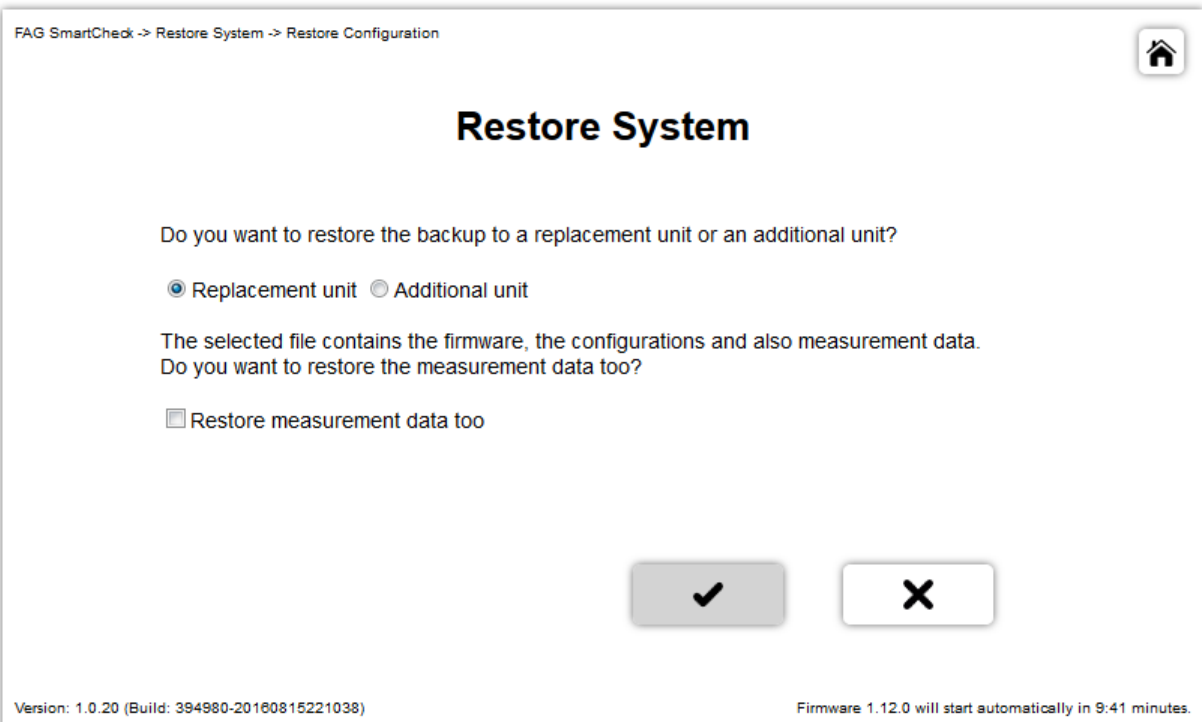 FAG SmartCheck -> Restore System -> Restore Configuration
Restore System
Do you want to restore the backup to a replacement unit or an additional unit?
Replacement unit Additional unit
The selected file contains the firmware, the configurations and also measurement data.
Do you want to restore the measurement data too?
Restore measurement data too
Version: 1.0.20 (Build: 394980-20160815221038) Firmware 1.12.0 will start automatically in 9:41 minutes.